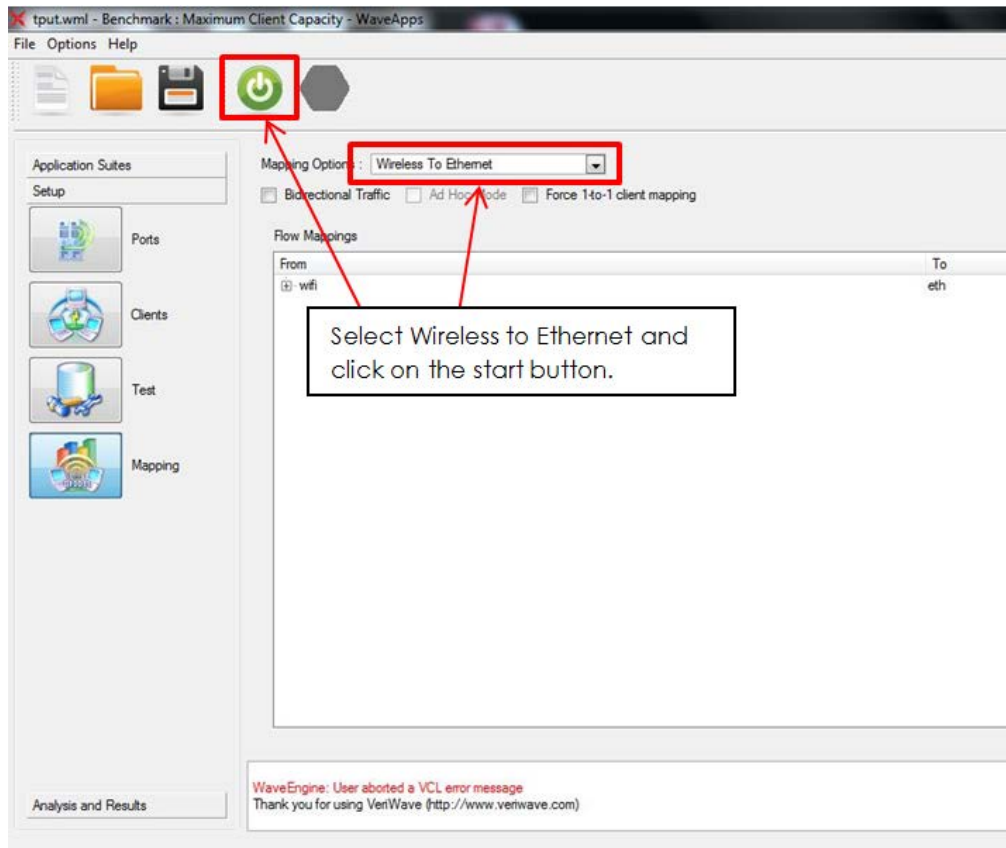 tput.wml - Benchmark : Maximum Client Capacity - WaveApps
File Options Help
Application Suites
Setup
Ports
Clients
Test
Mapping
Analysis and Results
Mapping Options : Wireless To Ethernet
Bidirectional Traffic Ad Hoc Mode Force 1-to-1 client mapping
Flow Mappings
From To
wifi eth
Select Wireless to Ethernet and
click on the start button.
WaveEngine: User aborted a VCL error message
Thank you for using VeriWave (http://www.veriwave.com)